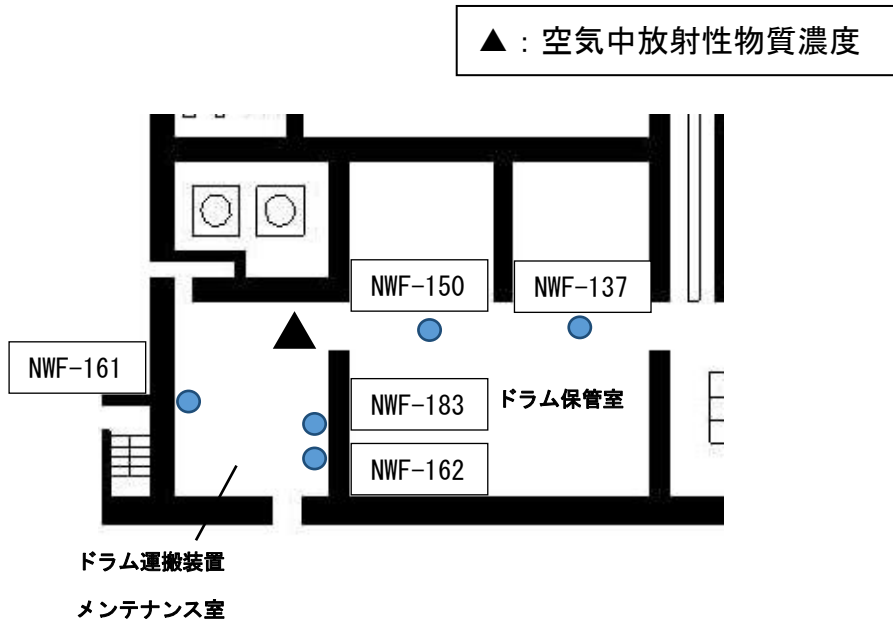 ▲：空気中放射性物質濃度
NWF-150
NWF-137
NWF-161
NWF-183
ドラム保管室
NWF-162
ドラム運搬装置
メンテナンス室